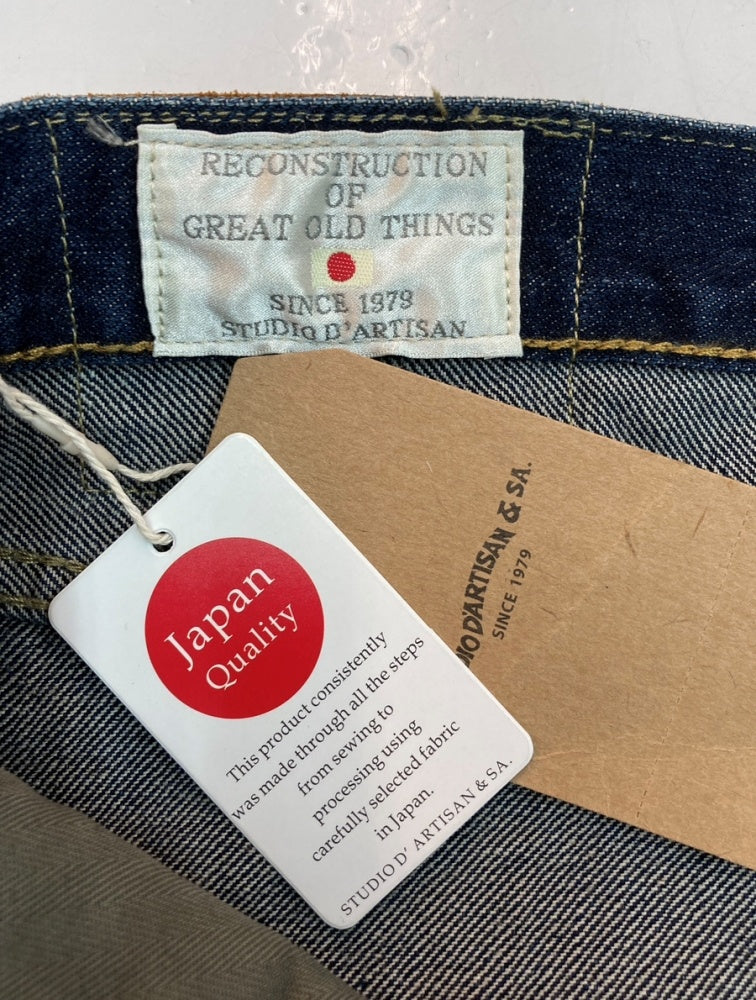 RECONSTRUCTION
OF
GREAT OLD THINGS
SINCE 1979
STUDIO D'ARTISAN
DIO D'ARTISAN & SA.
SINCE 1979
Japan
Quality
This product consistently
was made through all the steps
from sewing to
processing using
carefully selected fabric
in Japan.
STUDIO D' ARTISAN & SA.